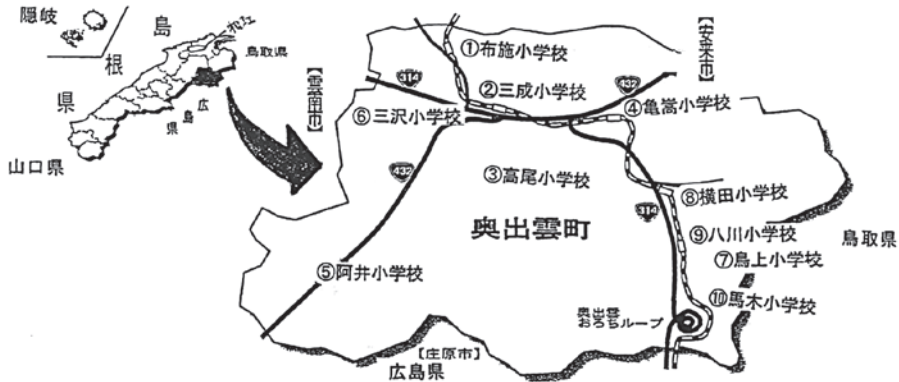 隠岐
島
根
県
松江
鳥取県
広
島
県
山口県
【雲南市】
【安来市】
①布施小学校
②三成小学校
③高尾小学校
④亀嵩小学校
⑤阿井小学校
⑥三沢小学校
⑦鳥上小学校
⑧横田小学校
⑨八川小学校
⑩馬木小学校
314
432
432
314
奥出雲町
鳥取県
奥出雲
おろちループ
【庄原市】
広島県